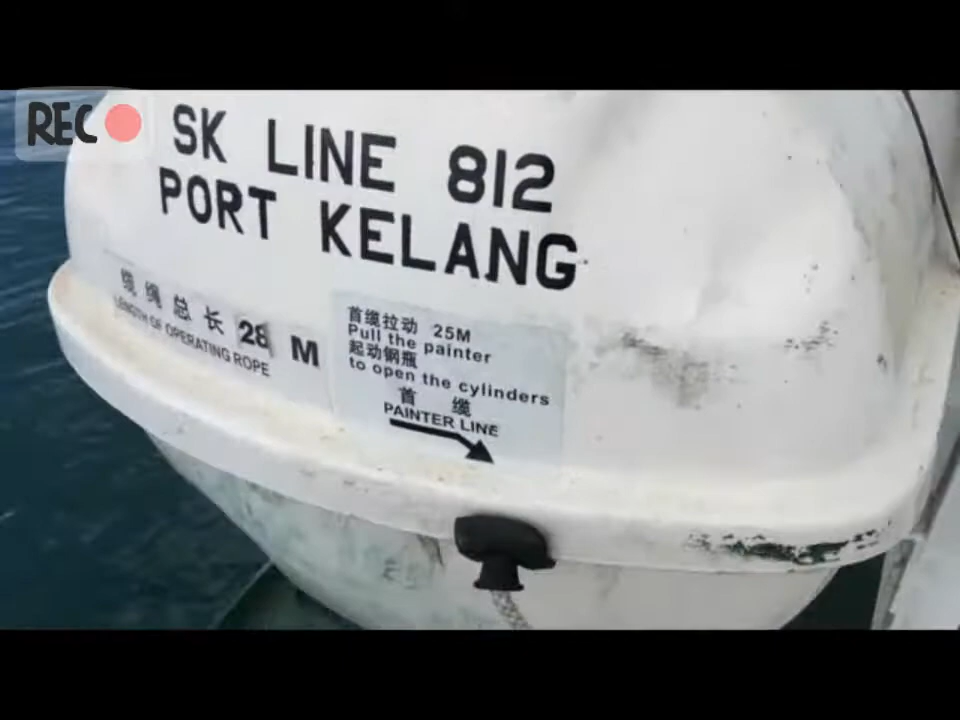 REC
SK LINE 812
PORT KELANG
缆绳总长 28 M
LENGTH OF OPERATING ROPE
首缆拉动 25M
Pull the painter
起动钢瓶
to open the cylinders
首 缆
PAINTER LINE